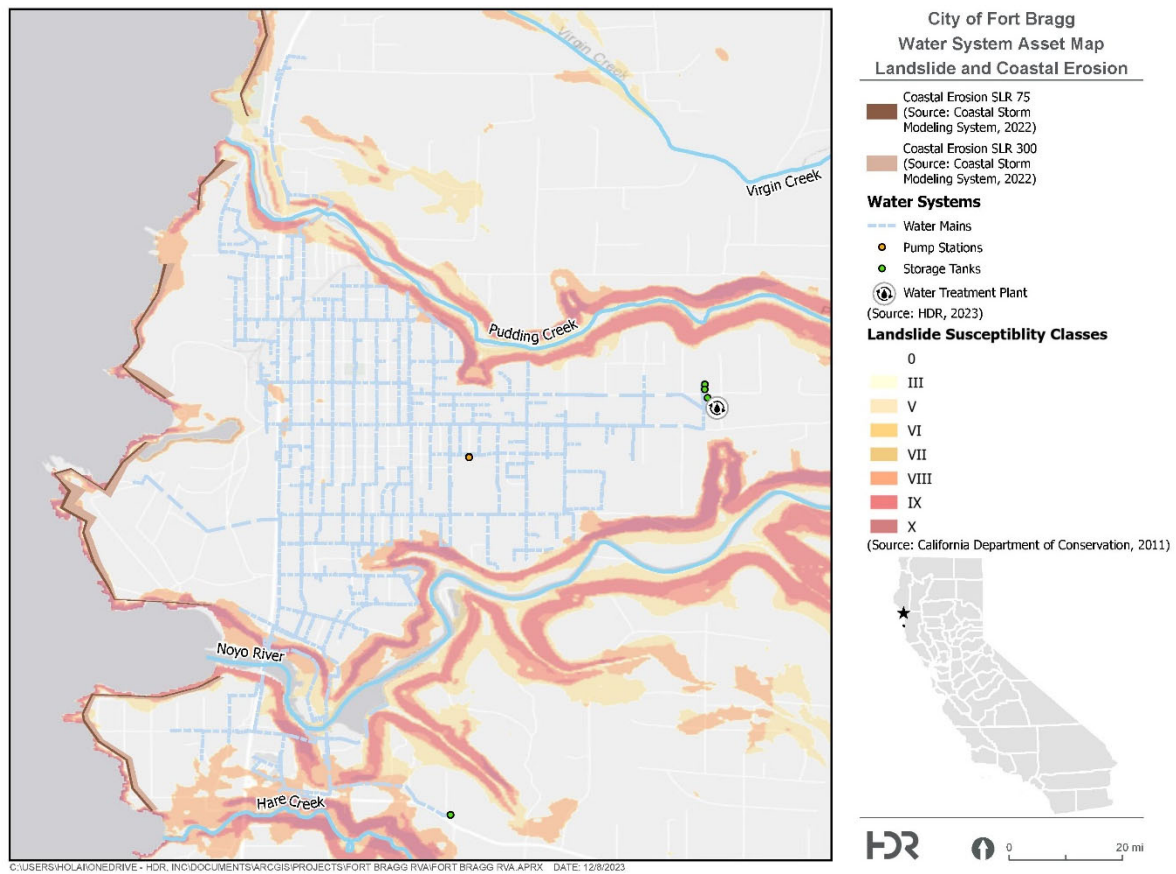 City of Fort Bragg
Water System Asset Map
Landslide and Coastal Erosion
Coastal Erosion SLR 75
(Source: Coastal Storm
Modeling System, 2022)
Coastal Erosion SLR 300
(Source: Coastal Storm
Modeling System, 2022)
Water Systems
Water Mains
Pump Stations
Storage Tanks
Water Treatment Plant
(Source: HDR, 2023)
Landslide Susceptiblity Classes
0
III
V
VI
VII
VIII
IX
X
(Source: California Department of Conservation, 2011)
Virgin Creek
Virgin Creek
Pudding Creek
Noyo River
Hare Creek
HDR
0 20 mi
C:\USERS\HOLAI\ONEDRIVE - HDR, INC\DOCUMENTS\ARCGIS\PROJECTS\FORT BRAGG RVA\FORT BRAGG RVA.APRX DATE: 12/8/2023